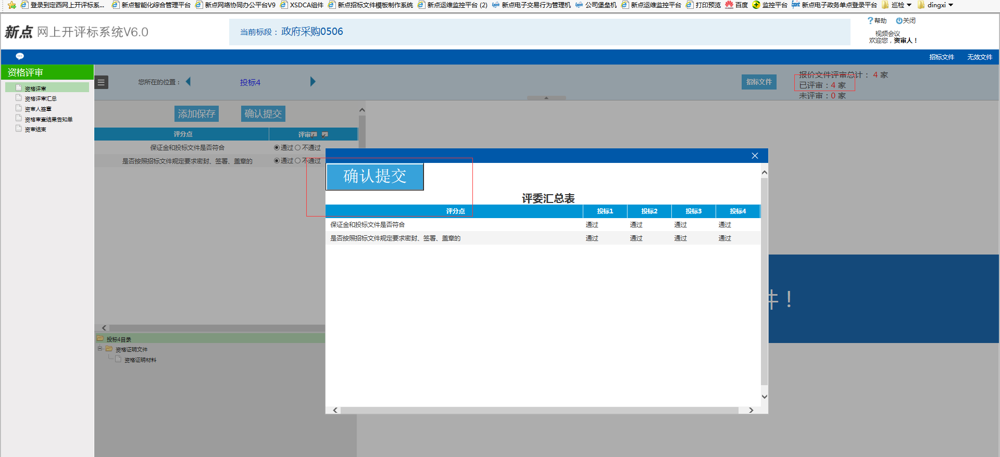 登录到定西网上开评标系... 新点智能化综合管理平台 新点网络协同办公平台V9 XSDCA组件 新点招标文件模板制作系统 新点运维监控平台 (2) 新点电子交易行为管理机 公司堡垒机 新点运维监控平台 打印预览 百度 监控平台 新点电子政务单点登录平台 巡检 dingxi
新点 网上开评标系统V6.0
当前标段： 政府采购0506
帮助 关闭
视频会议
欢迎您，资审人！
招标文件 无效文件
资格评审
资格评审
资格评审汇总
资审人签章
资格审查结果告知单
资审结束
您所在的位置：
投标4
招标文件
报价文件评审总计： 4 家
已评审：4 家
未评审：0 家
添加保存 确认提交
评分点 评审
保证金和投标文件是否符合 通过 不通过
是否按照招标文件规定要求密封、签署、盖章的 通过 不通过
确认提交
评委汇总表
评分点 投标1 投标2 投标3 投标4
保证金和投标文件是否符合 通过 通过 通过 通过
是否按照招标文件规定要求密封、签署、盖章的 通过 通过 通过 通过
件！
投标4目录
资格证明文件
资格证明材料